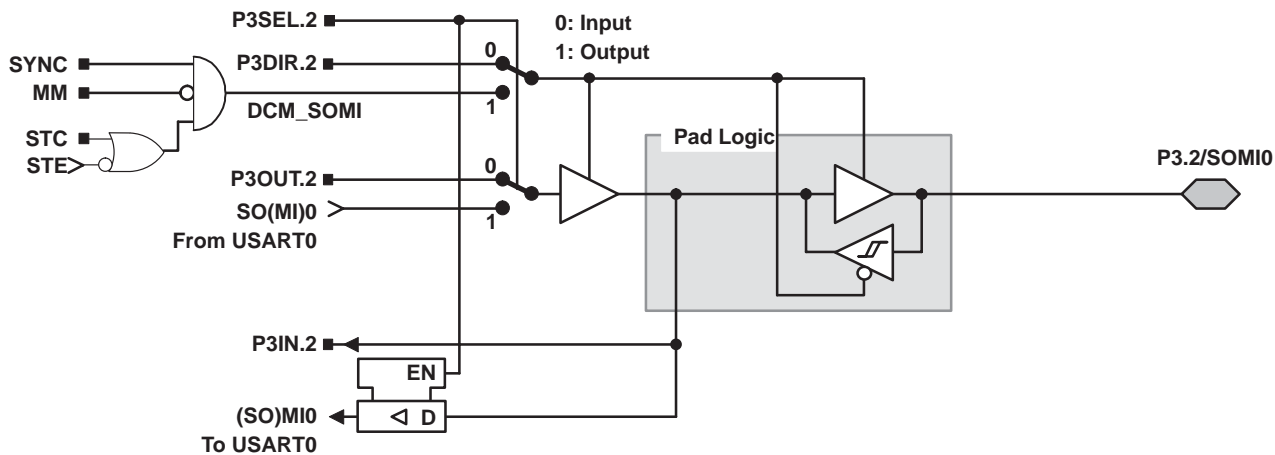 P3SEL.2
0: Input
1: Output
SYNC
P3DIR.2
0
MM
1
DCM_SOMI
STC
STE
Pad Logic
P3.2/SOMI0
P3OUT.2
0
SO(MI)0
1
From USART0
P3IN.2
EN
(SO)MI0
D
To USART0